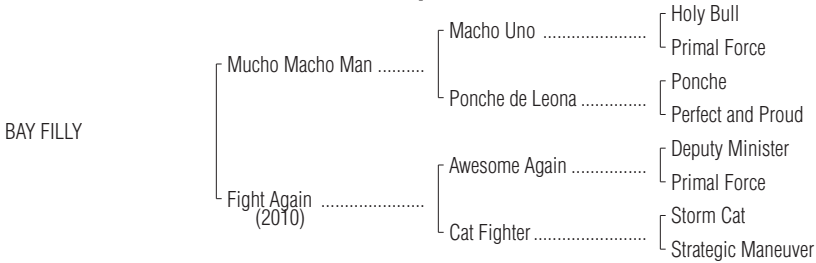 Holy Bull
Macho Uno ......................
Primal Force
Mucho Macho Man ..........
Ponche
Ponche de Leona ..............
Perfect and Proud
BAY FILLY
Deputy Minister
Awesome Again ................
Primal Force
Fight Again ......................
(2010)
Storm Cat
Cat Fighter ........................
Strategic Maneuver